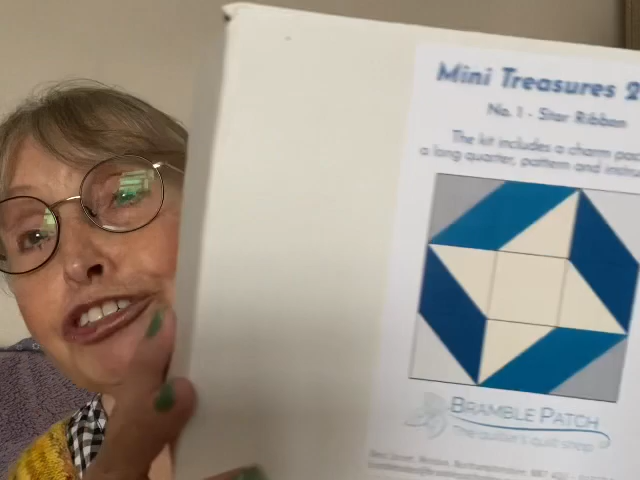 Mini Treasures 2
No. 1 - Star Ribbon
The kit includes a charm pac
a long quarter, pattern and instru
BRAMBLE PATCH
The quilter's quilt shop